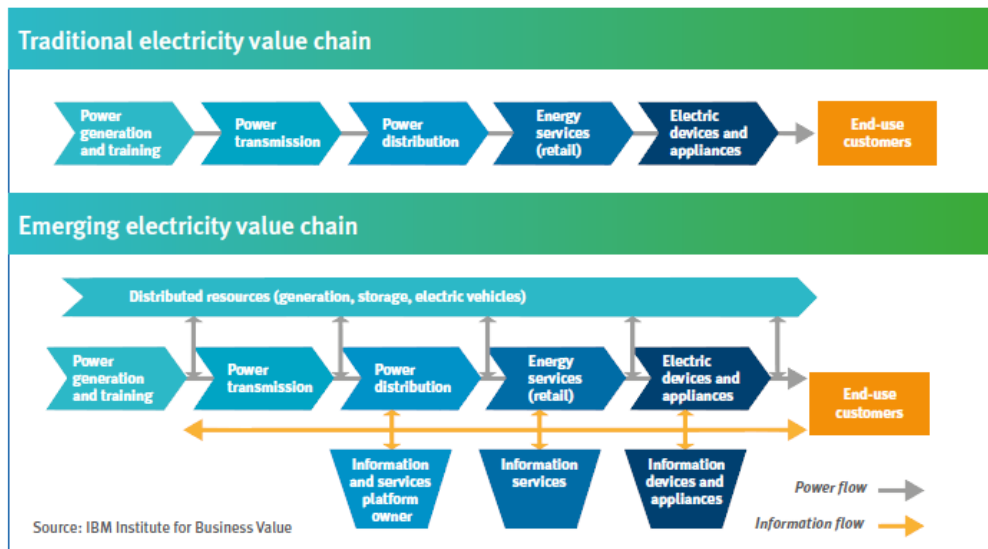 Traditional electricity value chain
Power
generation
and training
Power
transmission
Power
distribution
Energy
services
(retail)
Electric
devices and
appliances
End-use
customers
Emerging electricity value chain
Distributed resources (generation, storage, electric vehicles)
Power
generation
and training
Power
transmission
Power
distribution
Energy
services
(retail)
Electric
devices and
appliances
End-use
customers
Information
and services
platform
owner
Information
services
Information
devices and
appliances
Power flow
Information flow
Source: IBM Institute for Business Value